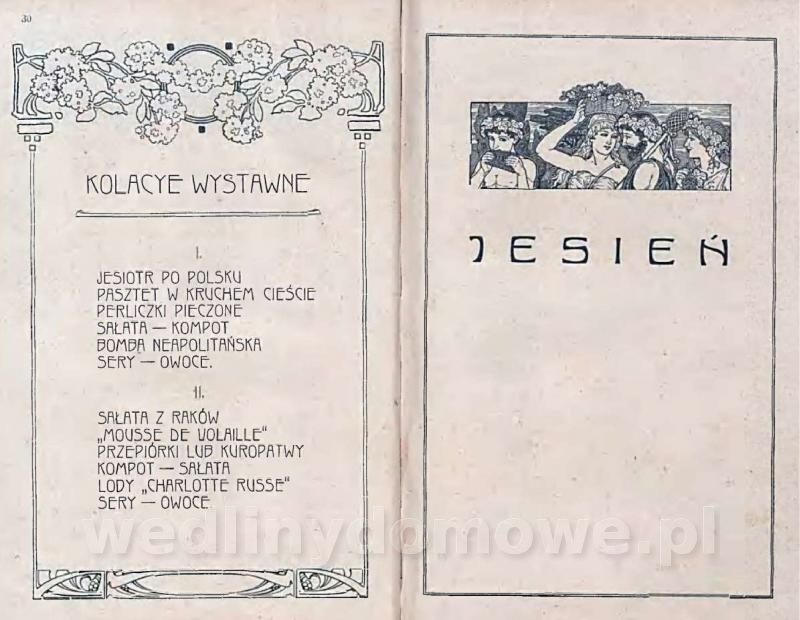 30
KOLACYE WYSTAWNE
I.
JESIOTR PO POLSKU
PASZTET W KRUCHEM CIEŚCIE
PERLICZKI PIECZONE
SAŁATA — KOMPOT
BOMBA NEAPOLITAŃSKA
SERY — OWOCE.
II.
SAŁATA Z RAKÓW
„MOUSSE DE VOLAILLE"
PRZEPIÓRKI LUB KUROPATWY
KOMPOT — SAŁATA
LODY „CHARLOTTE RUSSE"
SERY — OWOCE
JESIEŃ
wedlinydomowe.pl